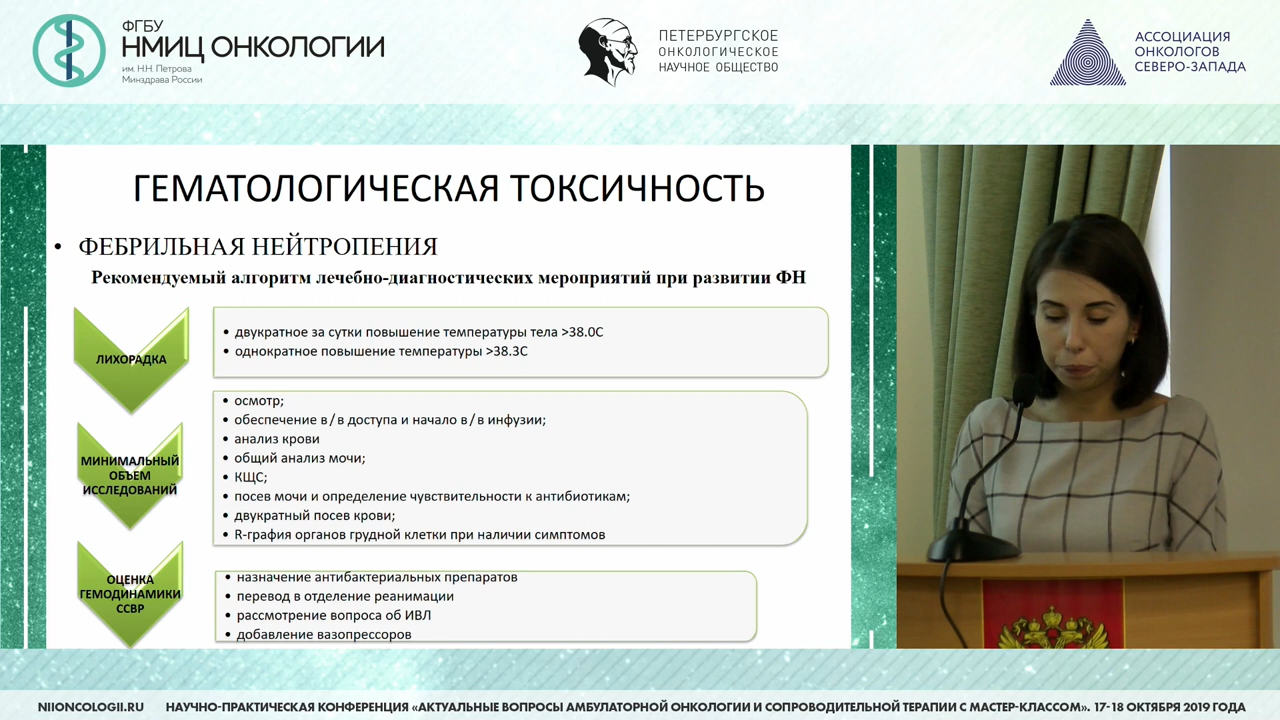 ФГБУ
НМИЦ ОНКОЛОГИИ
им. Н.Н. Петрова
Минздрава России
ПЕТЕРБУРГСКОЕ
ОНКОЛОГИЧЕСКОЕ
НАУЧНОЕ ОБЩЕСТВО
АССОЦИАЦИЯ
ОНКОЛОГОВ
СЕВЕРО-ЗАПАДА
ГЕМАТОЛОГИЧЕСКАЯ ТОКСИЧНОСТЬ
• ФЕБРИЛЬНАЯ НЕЙТРОПЕНИЯ
Рекомендуемый алгоритм лечебно-диагностических мероприятий при развитии ФН
ЛИХОРАДКА
• двукратное за сутки повышение температуры тела >38.0С
• однократное повышение температуры >38.3С
МИНИМАЛЬНЫЙ
ОБЪЕМ
ИССЛЕДОВАНИЙ
• осмотр;
• обеспечение в/в доступа и начало в/в инфузии;
• анализ крови
• общий анализ мочи;
• КЩС;
• посев мочи и определение чувствительности к антибиотикам;
• двукратный посев крови;
• R-графия органов грудной клетки при наличии симптомов
ОЦЕНКА
ГЕМОДИНАМИКИ
ССВР
• назначение антибактериальных препаратов
• перевод в отделение реанимации
• рассмотрение вопроса об ИВЛ
• добавление вазопрессоров
NIIONCOLOGII.RU НАУЧНО-ПРАКТИЧЕСКАЯ КОНФЕРЕНЦИЯ «АКТУАЛЬНЫЕ ВОПРОСЫ АМБУЛАТОРНОЙ ОНКОЛОГИИ И СОПРОВОДИТЕЛЬНОЙ ТЕРАПИИ С МАСТЕР-КЛАССОМ». 17-18 ОКТЯБРЯ 2019 ГОДА